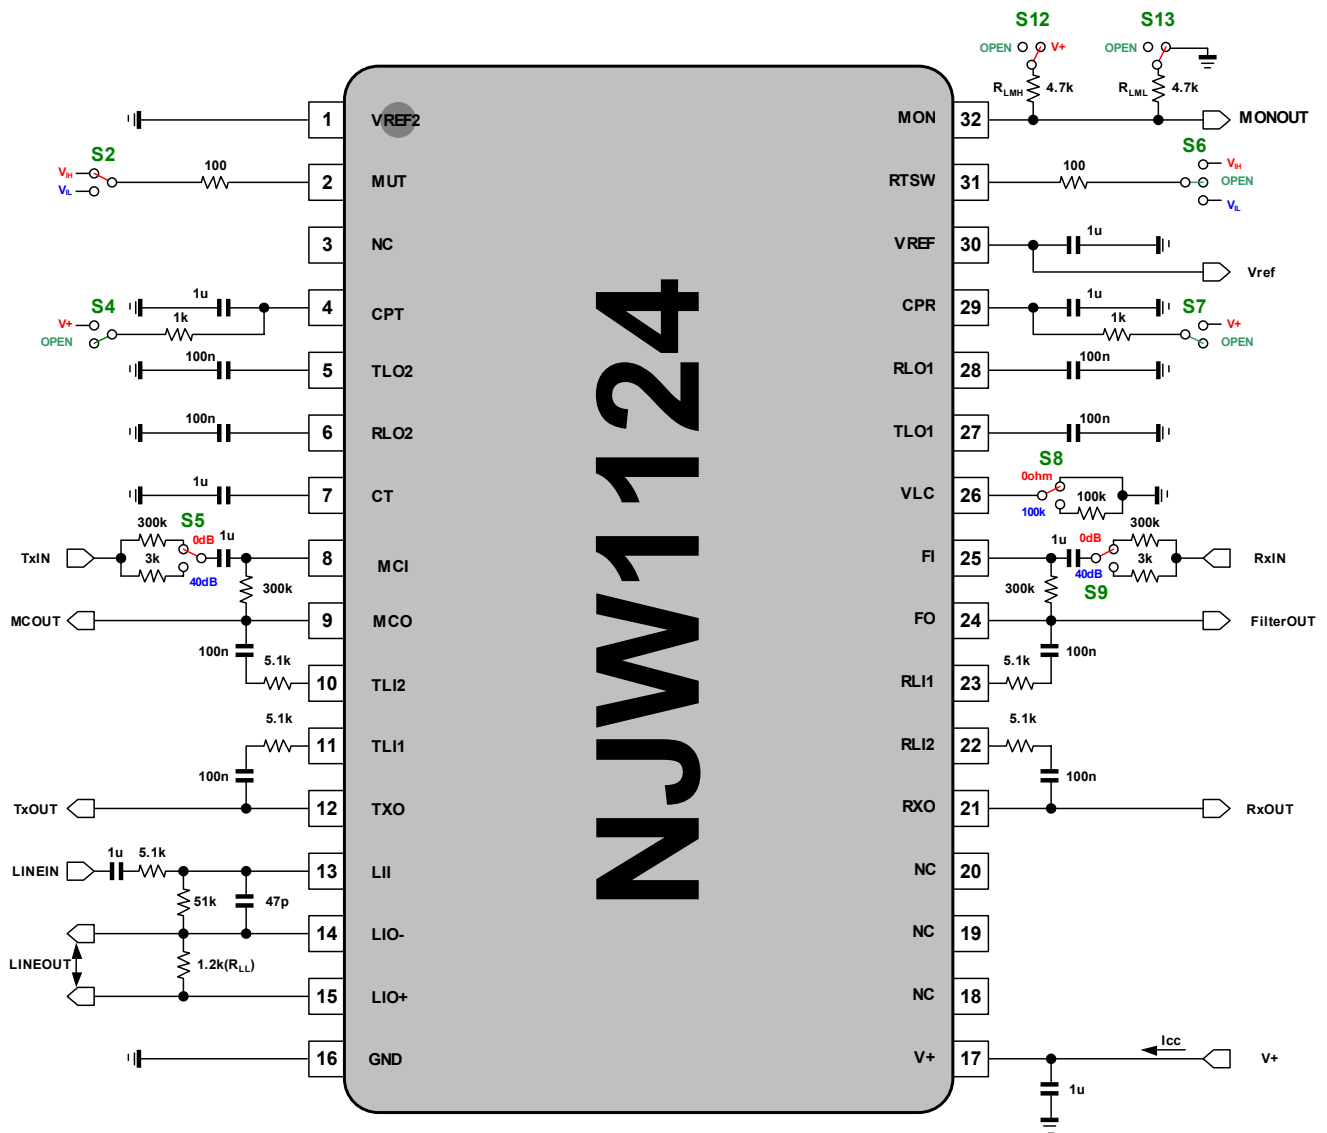 S12
S13
OPEN
V+
OPEN
R_LMH
4.7k
R_LML
4.7k
1
VREF2
MON
32
MONOUT
S2
V_IH
V_IL
100
2
MUT
RTSW
31
100
S6
V_IH
OPEN
V_IL
3
NC
VREF
30
1u
Vref
S4
V+
OPEN
1u
1k
4
CPT
CPR
29
1u
1k
S7
V+
OPEN
100n
5
TLO2
RLO1
28
100n
100n
6
RLO2
TLO1
27
100n
1u
7
CT
VLC
26
S8
0ohm
100k
100k
TxIN
300k
3k
S5
0dB
40dB
1u
8
MCI
FI
25
1u
0dB
40dB
S9
300k
3k
RxIN
300k
300k
MCOUT
9
MCO
FO
24
FilterOUT
100n
5.1k
10
TLI2
RLI1
23
5.1k
100n
5.1k
100n
11
TLI1
RLI2
22
5.1k
100n
TxOUT
12
TXO
RXO
21
RxOUT
LINEIN
1u
5.1k
13
LII
NC
20
51k
47p
14
LIO-
NC
19
LINEOUT
1.2k(R_LL)
15
LIO+
NC
18
16
GND
V+
17
Icc
V+
1u
NJW1124